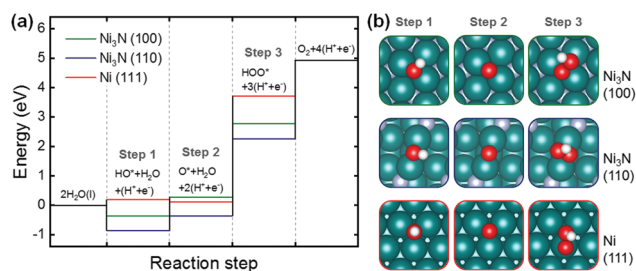 (a)
Energy (eV)
6
5
4
3
2
1
0
-1
Ni₃N (100)
Ni₃N (110)
Ni (111)
2H₂O(l)
Step 1
HO*+H₂O
+(H⁺+e⁻)
Step 2
O*+H₂O
+2(H⁺+e⁻)
Step 3
HOO*
+3(H⁺+e⁻)
O₂+4(H⁺+e⁻)
Reaction step
(b)
Step 1 Step 2 Step 3
Ni₃N
(100)
Ni₃N
(110)
Ni
(111)